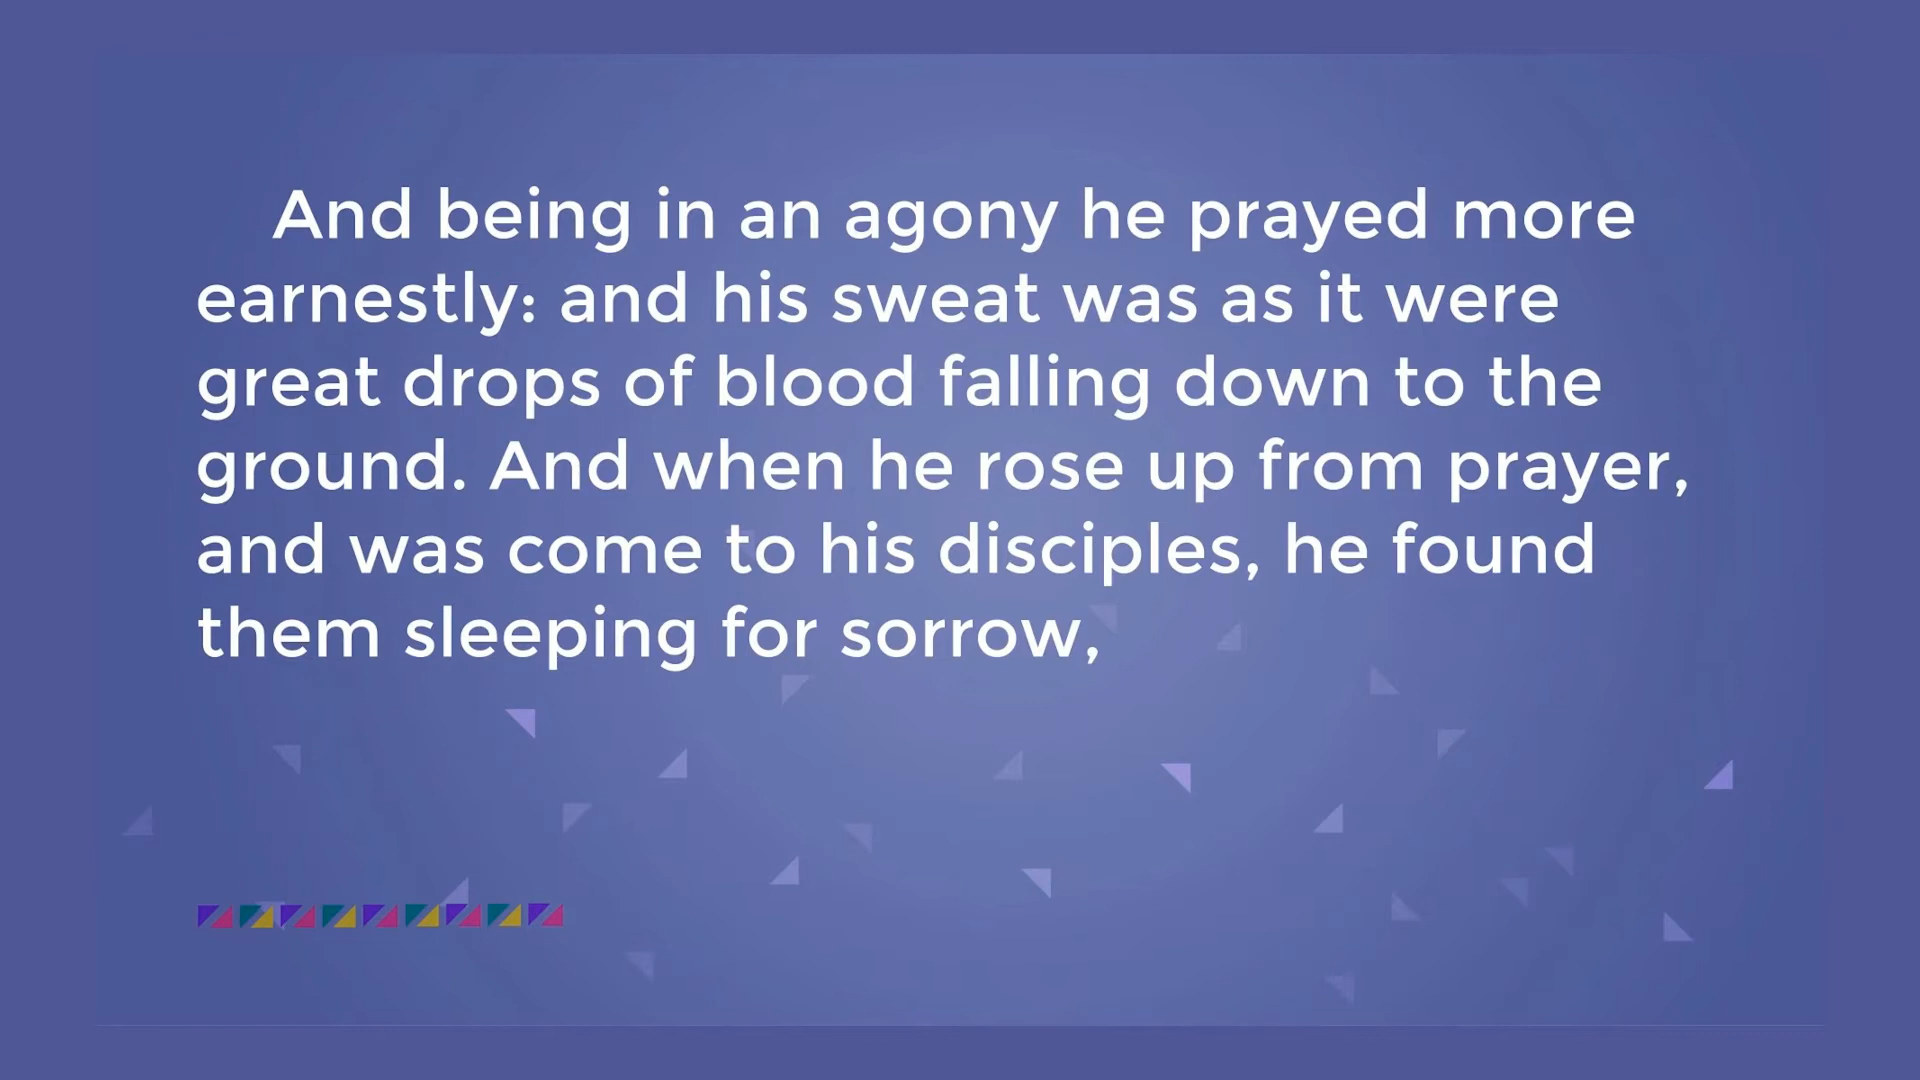 And being in an agony he prayed more
earnestly: and his sweat was as it were
great drops of blood falling down to the
ground. And when he rose up from prayer,
and was come to his disciples, he found
them sleeping for sorrow,